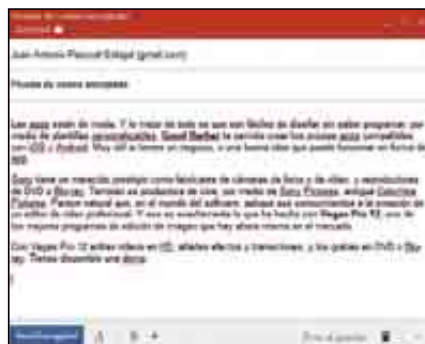 Prueba de correo encriptado
Juan Antonio Pascual Estapé (gmail.com)
Prueba de correo encriptado
Las apps están de moda. Y lo mejor de todo es que son fáciles de diseñar sin saber programar, por
medio de plantillas personalizables. Good Barber te permite crear tus propias apps compatibles
con iOS y Android. Muy útil si tienes un negocio, o una buena idea que puede funcionar en forma de
app.
Sony tiene un merecido prestigio como fabricante de cámaras de fotos y de vídeo, y reproductores
de DVD o Blu-ray. También es productora de cine, por medio de Sony Pictures, antigua Columbia
Pictures. Parece natural que, en el mundo del software, aplique sus conocimientos a la creación de
un editor de vídeo profesional. Y eso es exactamente lo que ha hecho con Vegas Pro 12, uno de
los mejores programas de edición de imagen que hay ahora mismo en el mercado.
Con Vegas Pro 12 editas vídeos en HD, añades efectos y transiciones, y los grabas en DVD o Blu-
ray. Tienes disponible una demo.